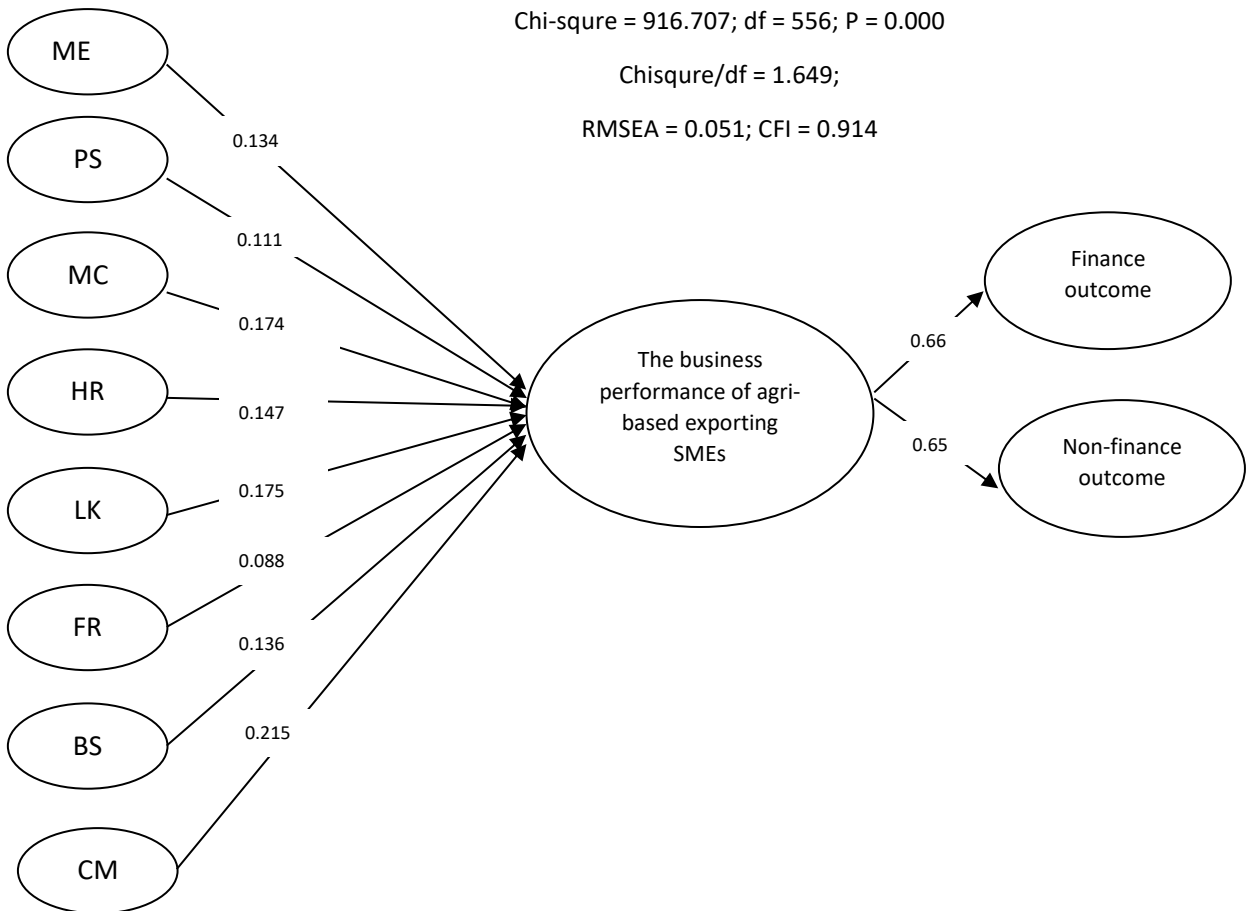 Chi-squre = 916.707; df = 556; P = 0.000
Chisqure/df = 1.649;
RMSEA = 0.051; CFI = 0.914
ME
0.134
PS
0.111
MC
0.174
HR
0.147
LK
0.175
FR
0.088
BS
0.136
CM
0.215
The business
performance of agri-
based exporting
SMEs
0.66
Finance
outcome
0.65
Non-finance
outcome